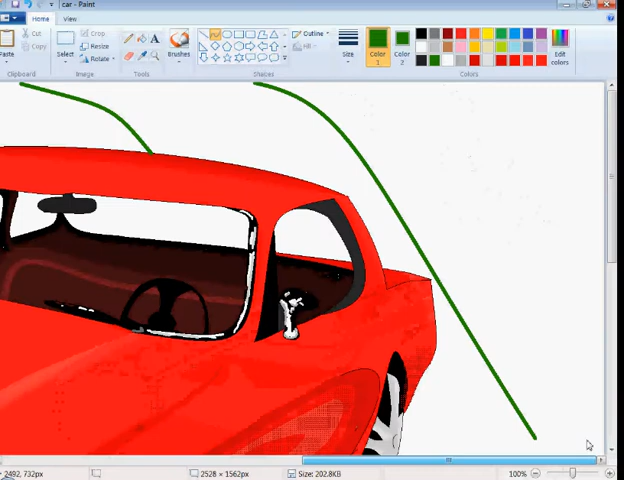 car - Paint
Home View
Paste
Cut
Copy
Select
Crop
Resize
Rotate
Brushes
Outline
Fill
Size
Color
1
Color
2
Edit
colors
Clipboard Image Tools Shapes Colors
2492, 732px 2528 × 1562px Size: 202.8KB 100%